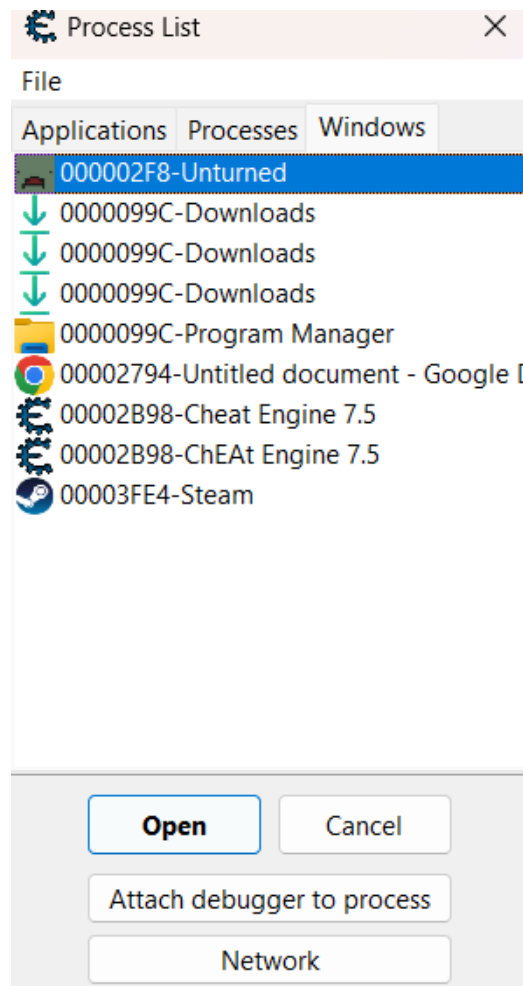 Process List
File
Applications Processes Windows
000002F8-Unturned
0000099C-Downloads
0000099C-Downloads
0000099C-Downloads
0000099C-Program Manager
00002794-Untitled document - Google
00002B98-Cheat Engine 7.5
00002B98-ChEAt Engine 7.5
00003FE4-Steam
Open Cancel
Attach debugger to process
Network